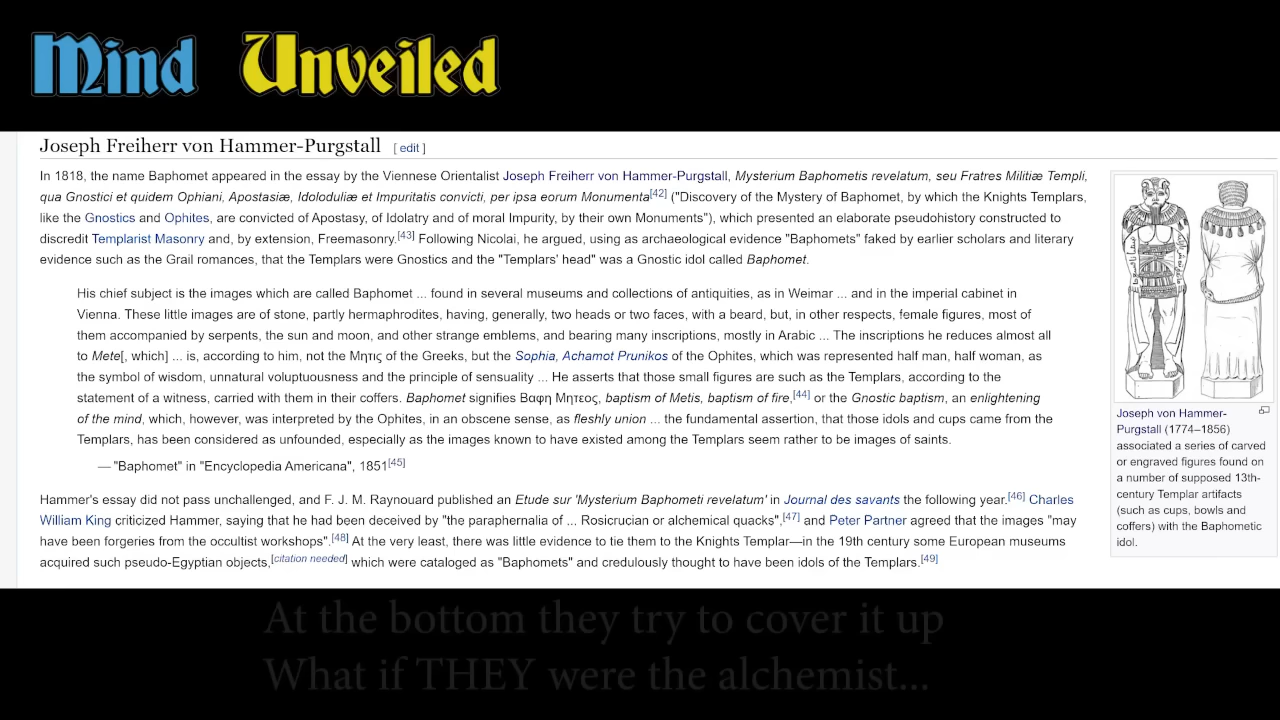 Mind Unveiled
Joseph Freiherr von Hammer-Purgstall [ edit ]
In 1818, the name Baphomet appeared in the essay by the Viennese Orientalist Joseph Freiherr von Hammer-Purgstall, Mysterium Baphometis revelatum, seu Fratres Militiæ Templi,
qua Gnostici et quidem Ophiani, Apostasiæ, Idoloduliæ et Impuritatis convicti, per ipsa eorum Monumenta[42] ("Discovery of the Mystery of Baphomet, by which the Knights Templars,
like the Gnostics and Ophites, are convicted of Apostasy, of Idolatry and of moral Impurity, by their own Monuments"), which presented an elaborate pseudohistory constructed to
discredit Templarist Masonry and, by extension, Freemasonry.[43] Following Nicolai, he argued, using as archaeological evidence "Baphomets" faked by earlier scholars and literary
evidence such as the Grail romances, that the Templars were Gnostics and the "Templars' head" was a Gnostic idol called Baphomet.
His chief subject is the images which are called Baphomet ... found in several museums and collections of antiquities, as in Weimar ... and in the imperial cabinet in
Vienna. These little images are of stone, partly hermaphrodites, having, generally, two heads or two faces, with a beard, but, in other respects, female figures, most of
them accompanied by serpents, the sun and moon, and other strange emblems, and bearing many inscriptions, mostly in Arabic ... The inscriptions he reduces almost all
to Mete[, which] ... is, according to him, not the Μητις of the Greeks, but the Sophia, Achamot Prunikos of the Ophites, which was represented half man, half woman, as
the symbol of wisdom, unnatural voluptuousness and the principle of sensuality ... He asserts that those small figures are such as the Templars, according to the
statement of a witness, carried with them in their coffers. Baphomet signifies Βαφη Μητεος, baptism of Metis, baptism of fire,[44] or the Gnostic baptism, an enlightening
of the mind, which, however, was interpreted by the Ophites, in an obscene sense, as fleshly union ... the fundamental assertion, that those idols and cups came from the
Templars, has been considered as unfounded, especially as the images known to have existed among the Templars seem rather to be images of saints.
— "Baphomet" in "Encyclopedia Americana", 1851[45]
Hammer's essay did not pass unchallenged, and F. J. M. Raynouard published an Etude sur 'Mysterium Baphometi revelatum' in Journal des savants the following year.[46] Charles
William King criticized Hammer, saying that he had been deceived by "the paraphernalia of ... Rosicrucian or alchemical quacks",[47] and Peter Partner agreed that the images "may
have been forgeries from the occultist workshops".[48] At the very least, there was little evidence to tie them to the Knights Templar—in the 19th century some European museums
acquired such pseudo-Egyptian objects,[citation needed] which were cataloged as "Baphomets" and credulously thought to have been idols of the Templars.[49]
Joseph von Hammer-
Purgstall (1774–1856)
associated a series of carved
or engraved figures found on
a number of supposed 13th-
century Templar artifacts
(such as cups, bowls and
coffers) with the Baphometic
idol.
At the bottom they try to cover it up
What if THEY were the alchemist...